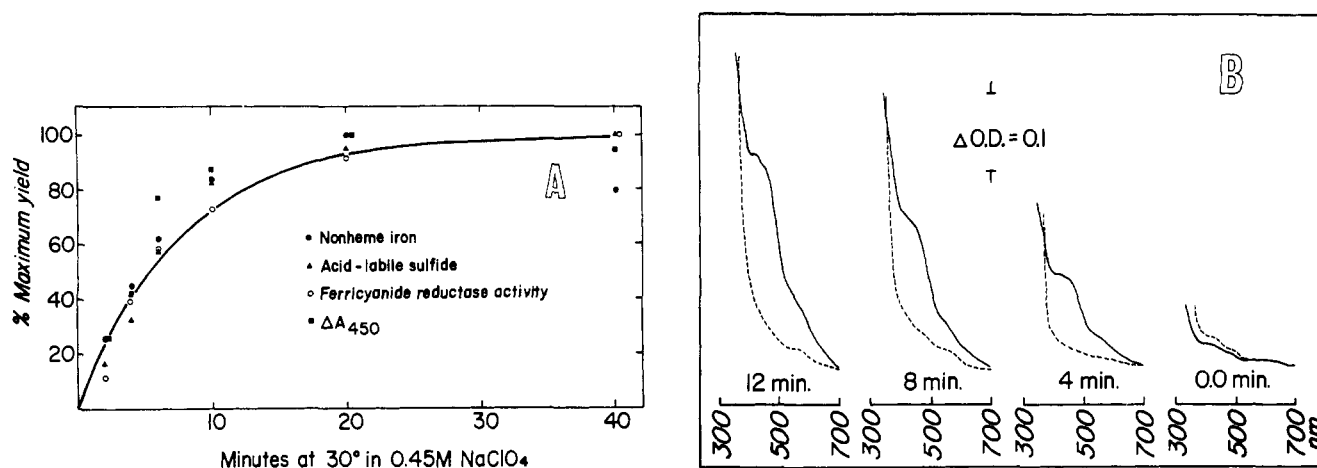 % Maximum yield
100
80
60
40
20
A
• Nonheme iron
▲ Acid-labile sulfide
○ Ferricyanide reductase activity
■ ΔA450
10
20
30
40
Minutes at 30° in 0.45M NaClO4
B
Δ O.D. = 0.1
12 min.
8 min.
4 min.
0.0 min.
300
500
700
300
500
700
300
500
700
300
500
700
nm